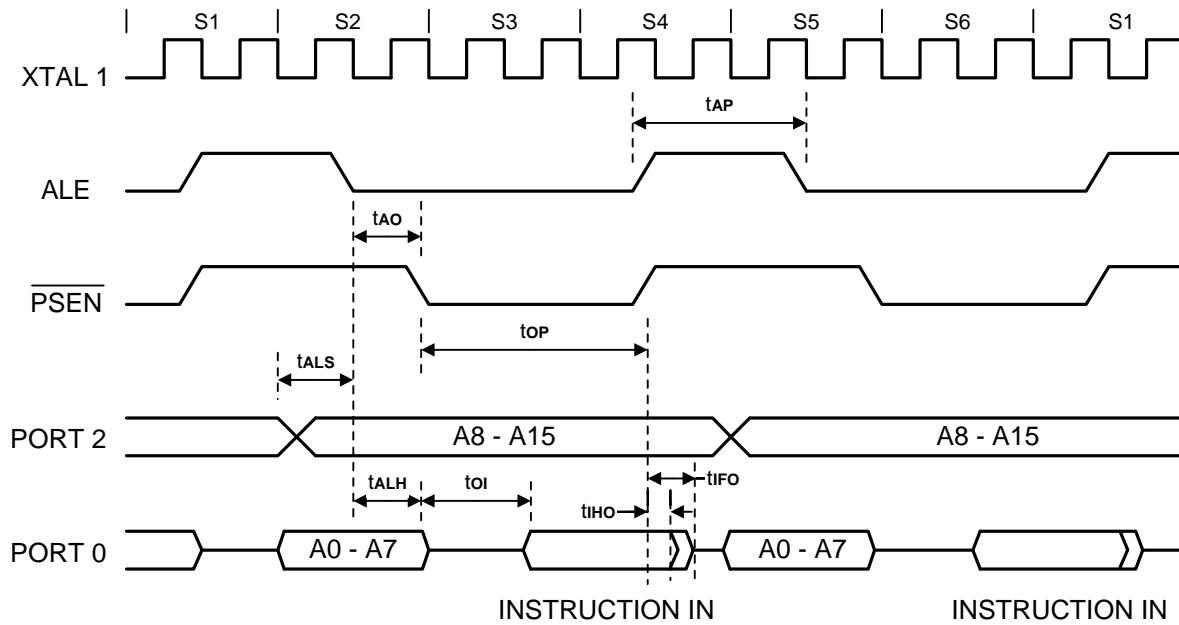 S1 S2 S3 S4 S5 S6 S1
XTAL 1
tAP
ALE
tAO
PSEN
tOP
tALS
PORT 2 A8 - A15 A8 - A15
tALH tOI tIFO
tIHO
PORT 0 A0 - A7 A0 - A7
INSTRUCTION IN INSTRUCTION IN